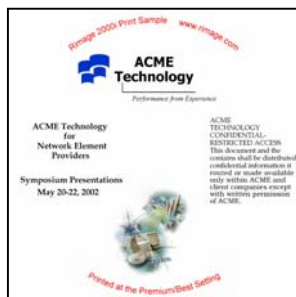 Rimage 2000i Print Sample www.rimage.com
ACME
Technology
Performance from Experience
ACME Technology
for
Network Element
Providers
Symposium Presentations
May 20-22, 2002
ACME
TECHNOLOGY
CONFIDENTIAL-
RESTRICTED ACCESS
This document and the
contains shall be distributed
confidential information it
routed or made available
only within ACME and
client companies except
with written permission
of ACME.
Printed at the Premium/Best Setting